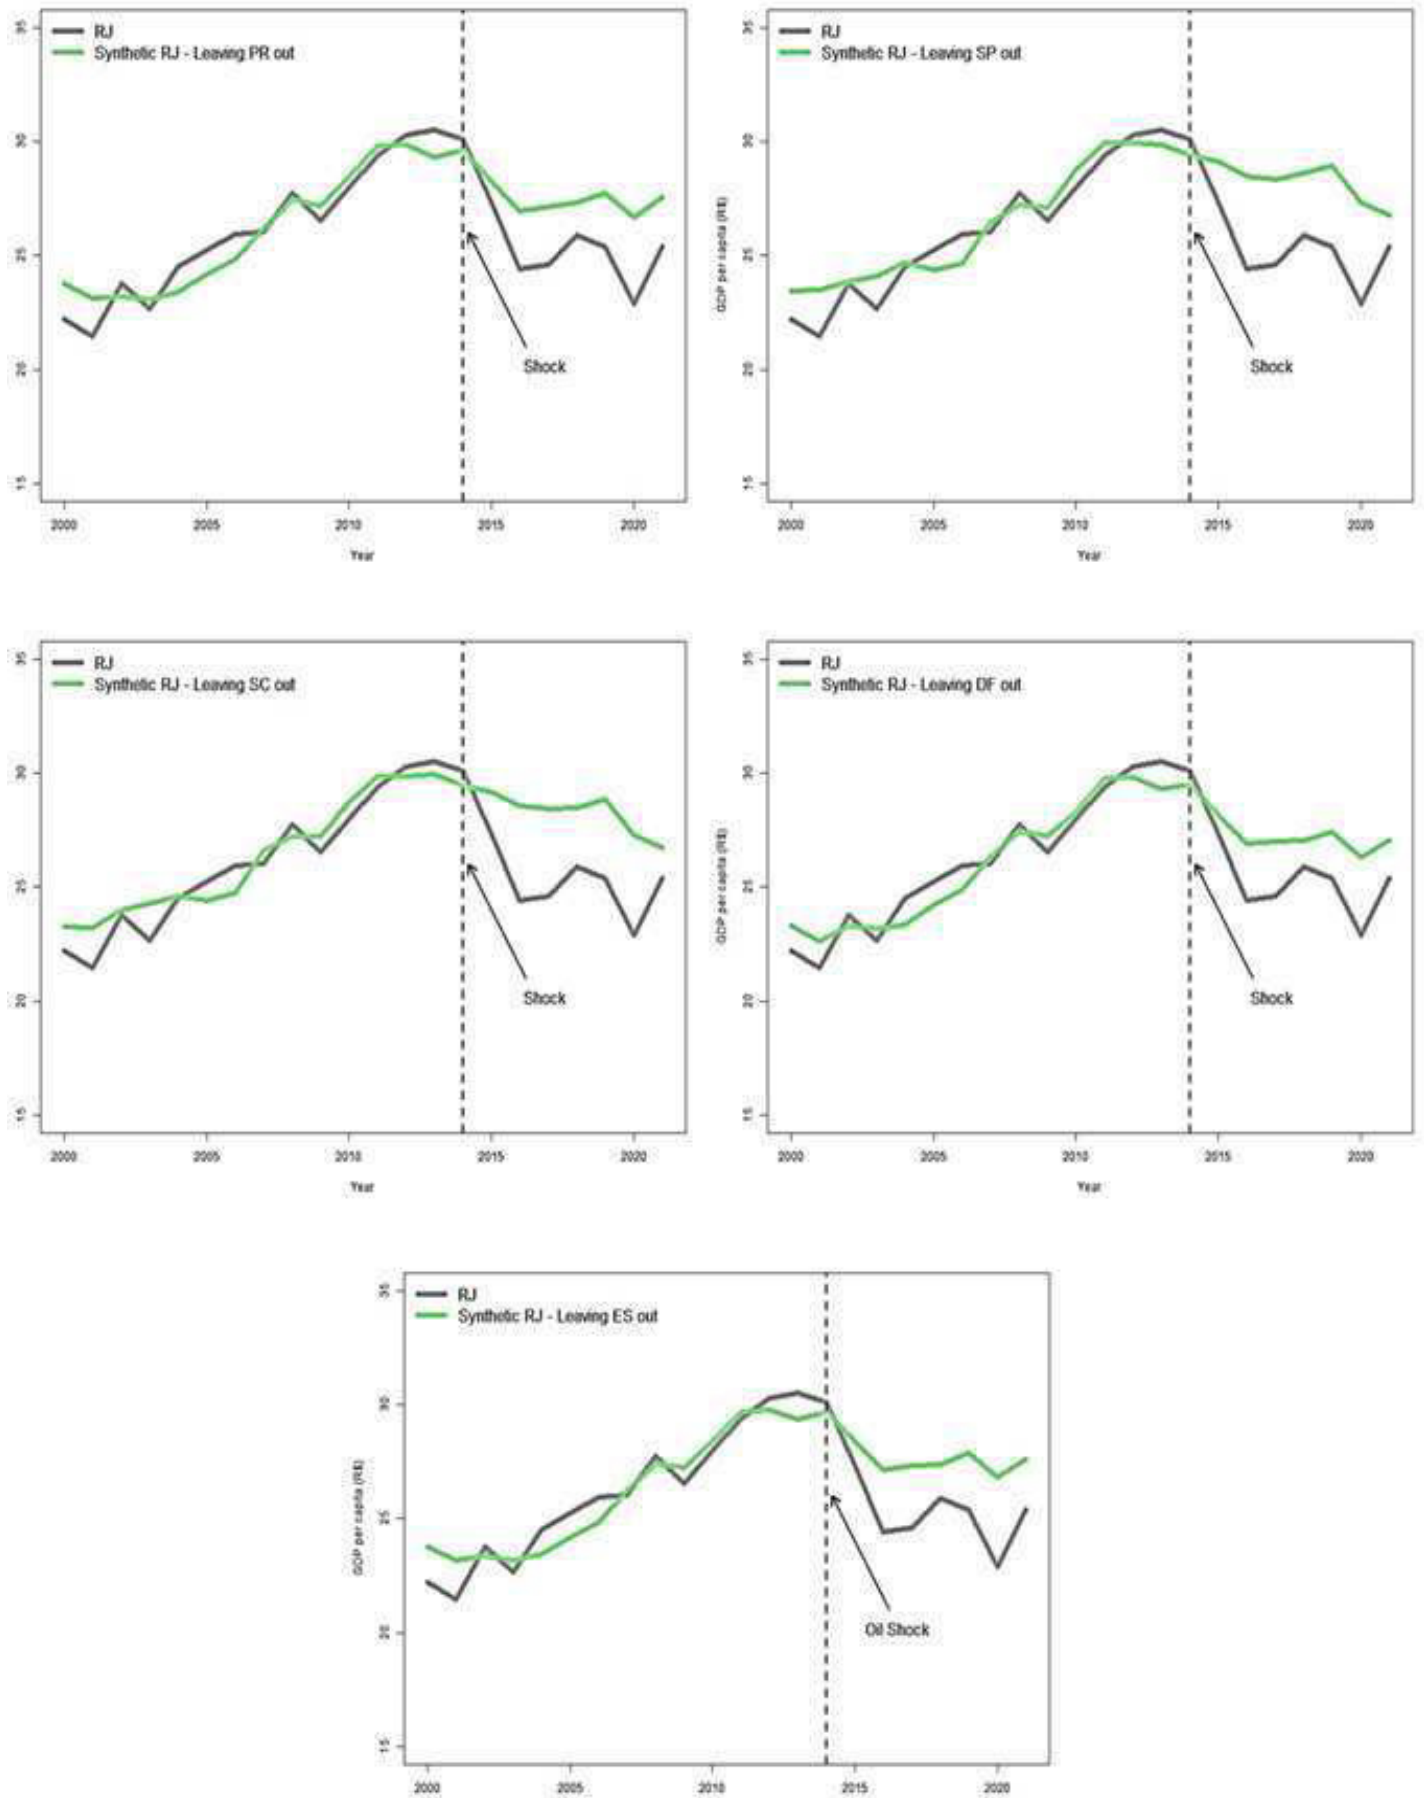 RJ
Synthetic RJ - Leaving PR out
35
30
25
20
15
Shock
2000 2005 2010 2015 2020
Year
RJ
Synthetic RJ - Leaving SP out
GDP per capita (R$)
35
30
25
20
15
Shock
2000 2005 2010 2015 2020
Year
RJ
Synthetic RJ - Leaving SC out
35
30
25
20
15
Shock
2000 2005 2010 2015 2020
Year
RJ
Synthetic RJ - Leaving DF out
GDP per capita (R$)
35
30
25
20
15
Shock
2000 2005 2010 2015 2020
Year
RJ
Synthetic RJ - Leaving ES out
GDP per capita (R$)
35
30
25
20
15
Oil Shock
2000 2005 2010 2015 2020